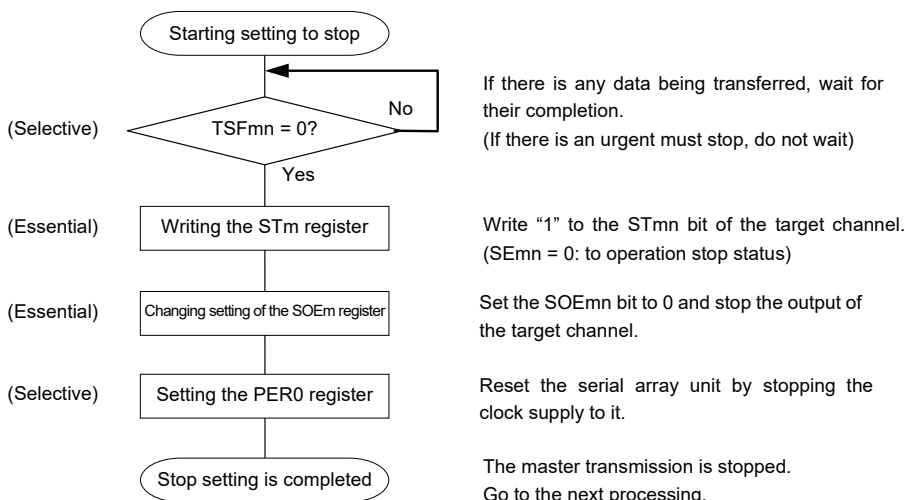 Starting setting to stop
No
If there is any data being transferred, wait for
their completion.
(If there is an urgent must stop, do not wait)
(Selective)
TSFmn = 0?
Yes
(Essential)
Writing the STm register
Write “1” to the STmn bit of the target channel.
(SEmn = 0: to operation stop status)
(Essential)
Changing setting of the SOEm register
Set the SOEmn bit to 0 and stop the output of
the target channel.
(Selective)
Setting the PER0 register
Reset the serial array unit by stopping the
clock supply to it.
Stop setting is completed
The master transmission is stopped.
Go to the next processing.